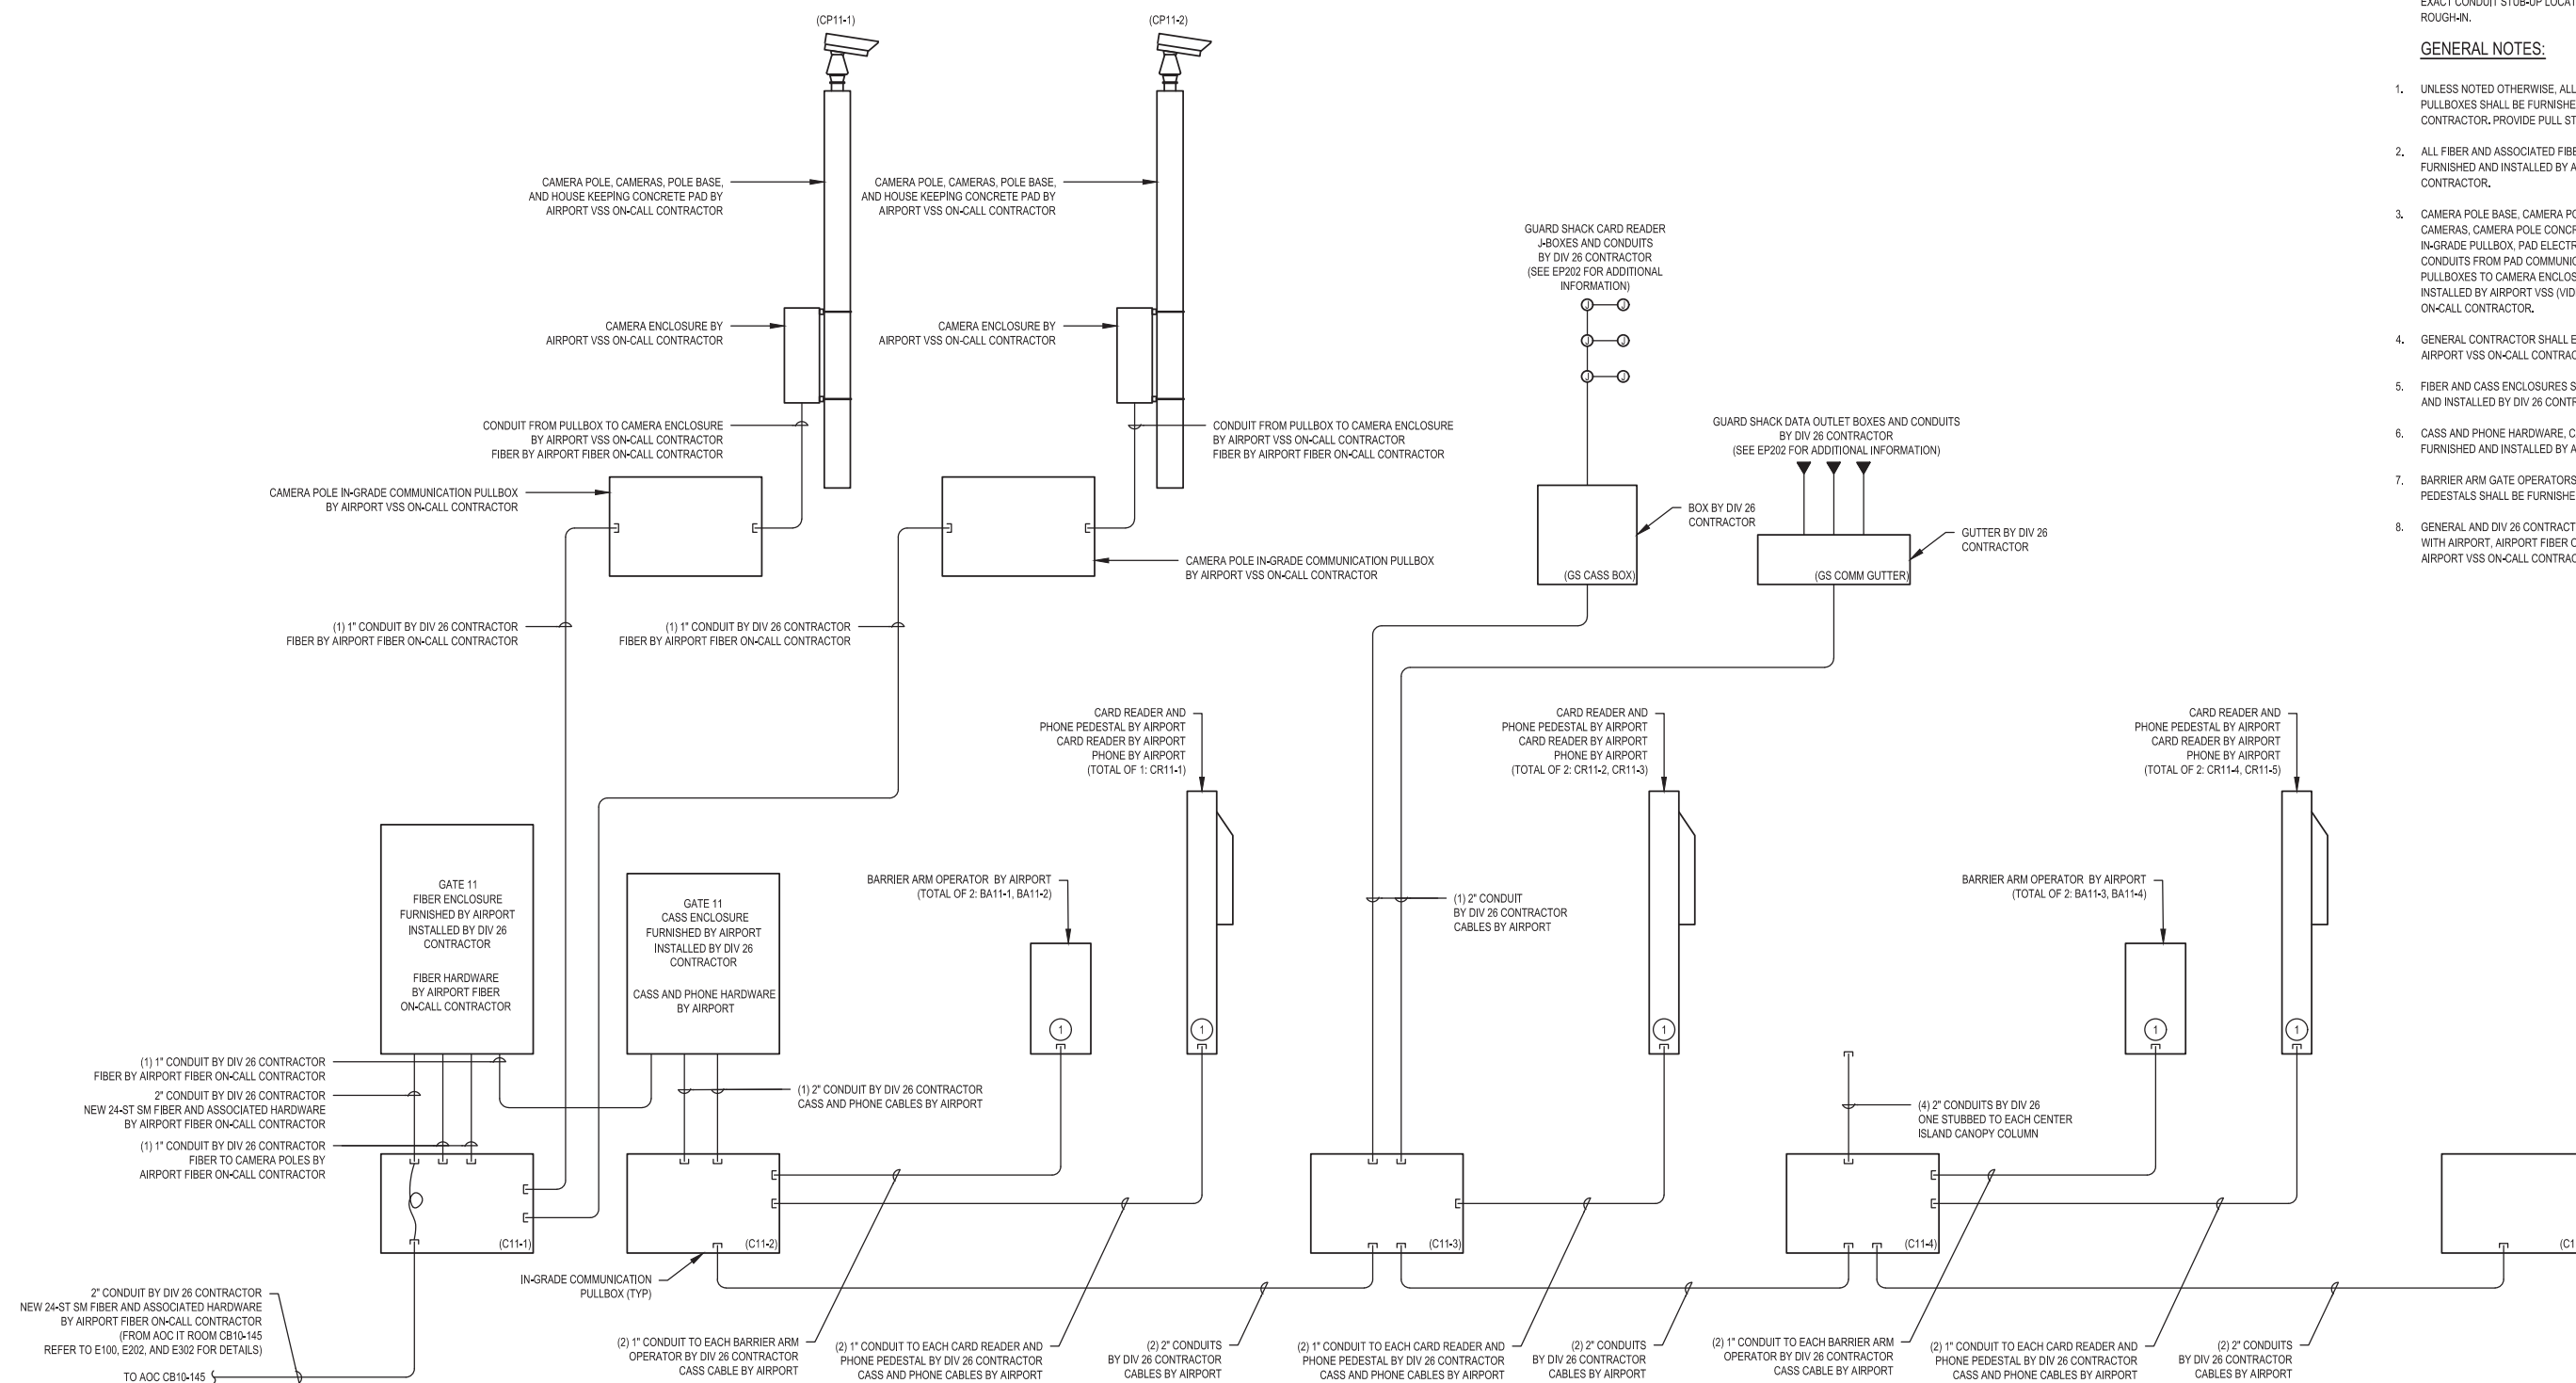 (CP11-1)
(CP11-2)
CAMERA POLE, CAMERAS, POLE BASE,
AND HOUSE KEEPING CONCRETE PAD BY
AIRPORT VSS ON-CALL CONTRACTOR
CAMERA POLE, CAMERAS, POLE BASE,
AND HOUSE KEEPING CONCRETE PAD BY
AIRPORT VSS ON-CALL CONTRACTOR
CAMERA ENCLOSURE BY
AIRPORT VSS ON-CALL CONTRACTOR
CAMERA ENCLOSURE BY
AIRPORT VSS ON-CALL CONTRACTOR
CONDUIT FROM PULLBOX TO CAMERA ENCLOSURE
BY AIRPORT VSS ON-CALL CONTRACTOR
FIBER BY AIRPORT FIBER ON-CALL CONTRACTOR
CONDUIT FROM PULLBOX TO CAMERA ENCLOSURE
BY AIRPORT VSS ON-CALL CONTRACTOR
FIBER BY AIRPORT FIBER ON-CALL CONTRACTOR
CAMERA POLE IN-GRADE COMMUNICATION PULLBOX
BY AIRPORT VSS ON-CALL CONTRACTOR
CAMERA POLE IN-GRADE COMMUNICATION PULLBOX
BY AIRPORT VSS ON-CALL CONTRACTOR
(1) 1" CONDUIT BY DIV 26 CONTRACTOR
FIBER BY AIRPORT FIBER ON-CALL CONTRACTOR
(1) 1" CONDUIT BY DIV 26 CONTRACTOR
FIBER BY AIRPORT FIBER ON-CALL CONTRACTOR
GUARD SHACK CARD READER
J-BOXES AND CONDUITS
BY DIV 26 CONTRACTOR
(SEE EP202 FOR ADDITIONAL
INFORMATION)
J J
J J
J J
GUARD SHACK DATA OUTLET BOXES AND CONDUITS
BY DIV 26 CONTRACTOR
(SEE EP202 FOR ADDITIONAL INFORMATION)
BOX BY DIV 26
CONTRACTOR
(GS CASS BOX)
GUTTER BY DIV 26
CONTRACTOR
(GS COMM GUTTER)
CARD READER AND
PHONE PEDESTAL BY AIRPORT
CARD READER BY AIRPORT
PHONE BY AIRPORT
(TOTAL OF 1: CR11-1)
CARD READER AND
PHONE PEDESTAL BY AIRPORT
CARD READER BY AIRPORT
PHONE BY AIRPORT
(TOTAL OF 2: CR11-2, CR11-3)
CARD READER AND
PHONE PEDESTAL BY AIRPORT
CARD READER BY AIRPORT
PHONE BY AIRPORT
(TOTAL OF 2: CR11-4, CR11-5)
GATE 11
FIBER ENCLOSURE
FURNISHED BY AIRPORT
INSTALLED BY DIV 26
CONTRACTOR
FIBER HARDWARE
BY AIRPORT FIBER
ON-CALL CONTRACTOR
GATE 11
CASS ENCLOSURE
FURNISHED BY AIRPORT
INSTALLED BY DIV 26
CONTRACTOR
CASS AND PHONE HARDWARE
BY AIRPORT
BARRIER ARM OPERATOR BY AIRPORT
(TOTAL OF 2: BA11-1, BA11-2)
(1) 2" CONDUIT
BY DIV 26 CONTRACTOR
CABLES BY AIRPORT
BARRIER ARM OPERATOR BY AIRPORT
(TOTAL OF 2: BA11-3, BA11-4)
1
1
1
1
1
(1) 1" CONDUIT BY DIV 26 CONTRACTOR
FIBER BY AIRPORT FIBER ON-CALL CONTRACTOR
2" CONDUIT BY DIV 26 CONTRACTOR
NEW 24-ST SM FIBER AND ASSOCIATED HARDWARE
BY AIRPORT FIBER ON-CALL CONTRACTOR
(1) 1" CONDUIT BY DIV 26 CONTRACTOR
FIBER TO CAMERA POLES BY
AIRPORT FIBER ON-CALL CONTRACTOR
(1) 2" CONDUIT BY DIV 26 CONTRACTOR
CASS AND PHONE CABLES BY AIRPORT
(4) 2" CONDUITS BY DIV 26
ONE STUBBED TO EACH CENTER
ISLAND CANOPY COLUMN
(C11-1)
(C11-2)
(C11-3)
(C11-4)
(C1
IN-GRADE COMMUNICATION
PULLBOX (TYP)
2" CONDUIT BY DIV 26 CONTRACTOR
NEW 24-ST SM FIBER AND ASSOCIATED HARDWARE
BY AIRPORT FIBER ON-CALL CONTRACTOR
(FROM AOC IT ROOM CB10-145
REFER TO E100, E202, AND E302 FOR DETAILS)
TO AOC CB10-145
(2) 1" CONDUIT TO EACH BARRIER ARM
OPERATOR BY DIV 26 CONTRACTOR
CASS CABLE BY AIRPORT
(2) 1" CONDUIT TO EACH CARD READER AND
PHONE PEDESTAL BY DIV 26 CONTRACTOR
CASS AND PHONE CABLES BY AIRPORT
(2) 2" CONDUITS
BY DIV 26 CONTRACTOR
CABLES BY AIRPORT
(2) 1" CONDUIT TO EACH CARD READER AND
PHONE PEDESTAL BY DIV 26 CONTRACTOR
CASS AND PHONE CABLES BY AIRPORT
(2) 2" CONDUITS
BY DIV 26 CONTRACTOR
CABLES BY AIRPORT
(2) 1" CONDUIT TO EACH BARRIER ARM
OPERATOR BY DIV 26 CONTRACTOR
CASS CABLE BY AIRPORT
(2) 1" CONDUIT TO EACH CARD READER AND
PHONE PEDESTAL BY DIV 26 CONTRACTOR
CASS AND PHONE CABLES BY AIRPORT
(2) 2" CONDUITS
BY DIV 26 CONTRACTOR
CABLES BY AIRPORT
EXACT CONDUIT STUB-UP LOCAT
ROUGH-IN.
GENERAL NOTES:
1. UNLESS NOTED OTHERWISE, ALL
PULLBOXES SHALL BE FURNISHE
CONTRACTOR. PROVIDE PULL ST
2. ALL FIBER AND ASSOCIATED FIBE
FURNISHED AND INSTALLED BY A
CONTRACTOR.
3. CAMERA POLE BASE, CAMERA PO
CAMERAS, CAMERA POLE CONCR
IN-GRADE PULLBOX, PAD ELECTR
CONDUITS FROM PAD COMMUNIC
PULLBOXES TO CAMERA ENCLOS
INSTALLED BY AIRPORT VSS (VID
ON-CALL CONTRACTOR.
4. GENERAL CONTRACTOR SHALL E
AIRPORT VSS ON-CALL CONTRAC
5. FIBER AND CASS ENCLOSURES S
AND INSTALLED BY DIV 26 CONTR
6. CASS AND PHONE HARDWARE, C
FURNISHED AND INSTALLED BY A
7. BARRIER ARM GATE OPERATORS
PEDESTALS SHALL BE FURNISHE
8. GENERAL AND DIV 26 CONTRACT
WITH AIRPORT, AIRPORT FIBER O
AIRPORT VSS ON-CALL CONTRAC